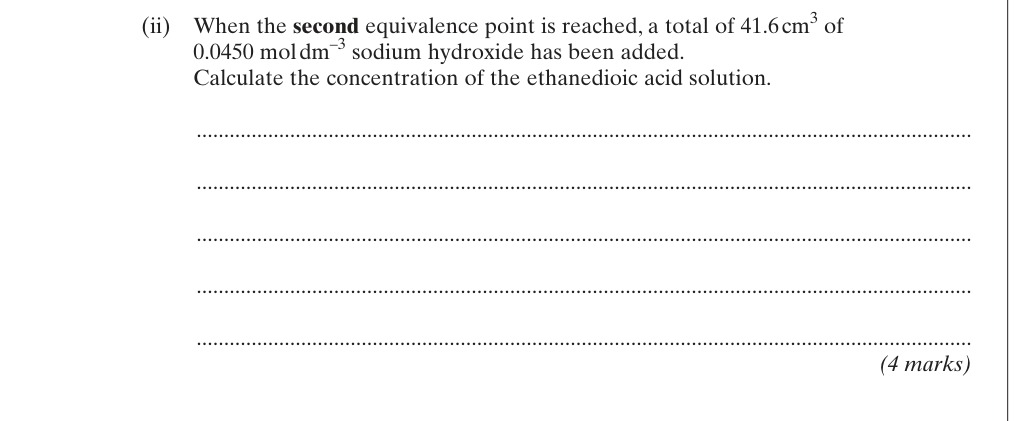 (ii) When the second equivalence point is reached, a total of 41.6 cm³ of
0.0450 mol dm⁻³ sodium hydroxide has been added.
Calculate the concentration of the ethanedioic acid solution.
(4 marks)